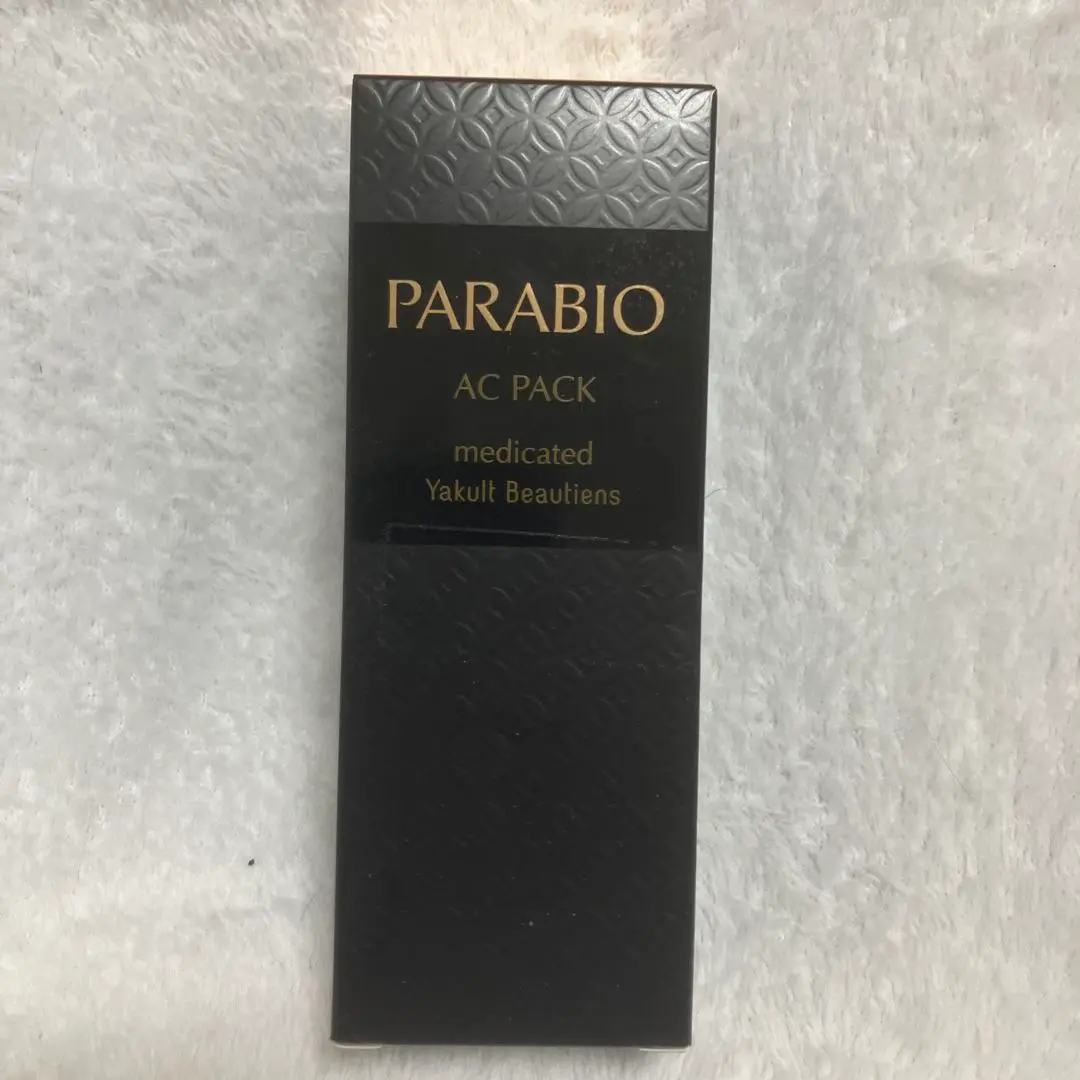 PARABIO
AC PACK
medicated
Yakult Beautiens